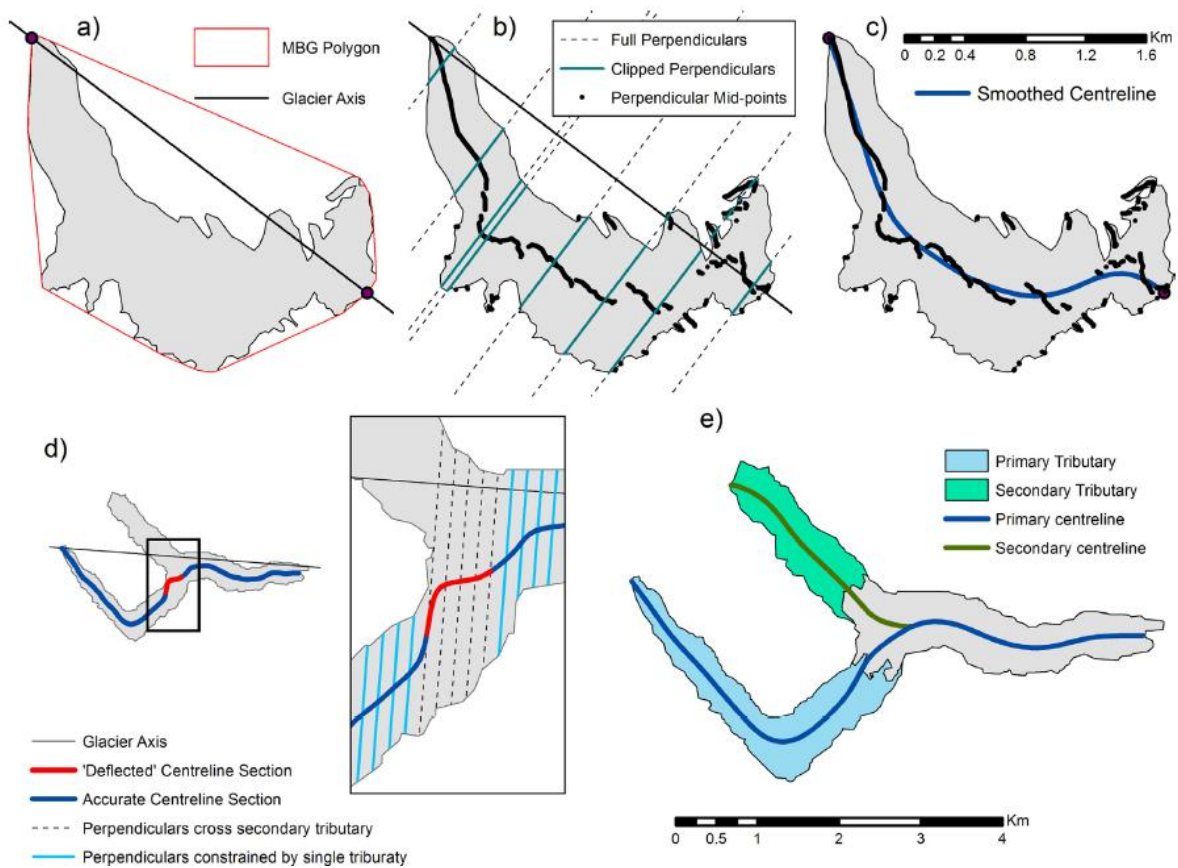 a)
MBG Polygon
Glacier Axis
b)
Full Perpendiculars
Clipped Perpendiculars
Perpendicular Mid-points
c)
Km
0 0.2 0.4 0.8 1.2 1.6
Smoothed Centreline
d)
Glacier Axis
'Deflected' Centreline Section
Accurate Centreline Section
Perpendiculars cross secondary tributary
Perpendiculars constrained by single triburaty
e)
Primary Tributary
Secondary Tributary
Primary centreline
Secondary centreline
Km
0 0.5 1 2 3 4